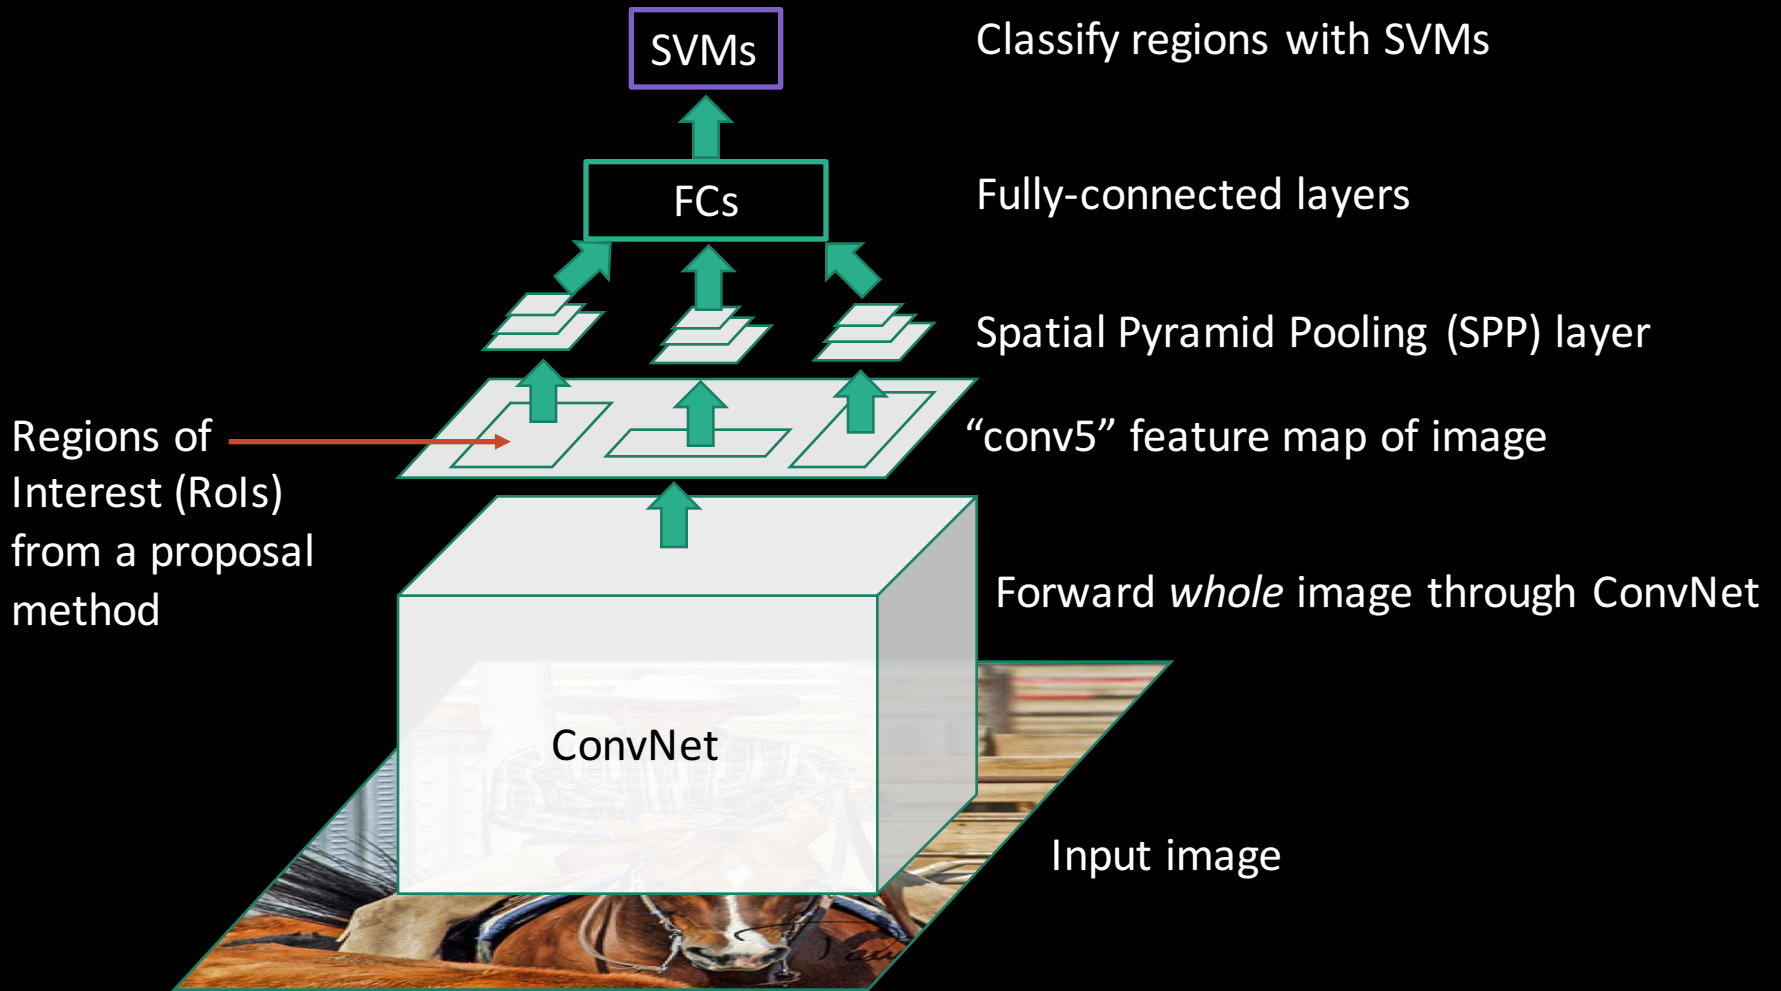 SVMs
Classify regions with SVMs
FCs
Fully-connected layers
Spatial Pyramid Pooling (SPP) layer
Regions of
Interest (RoIs)
from a proposal
method
“conv5” feature map of image
Forward whole image through ConvNet
ConvNet
Input image